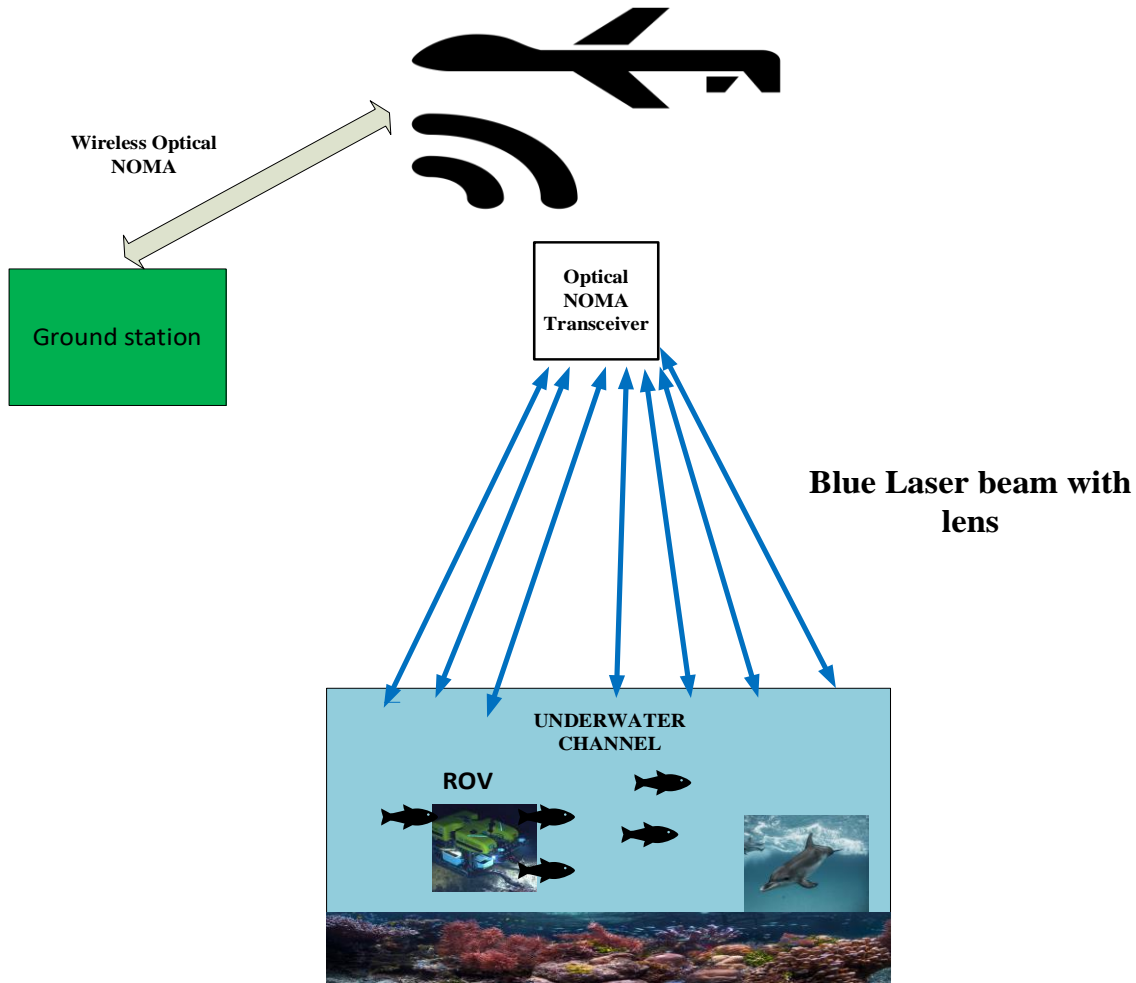 Wireless Optical
NOMA
Ground station
Optical
NOMA
Transceiver
Blue Laser beam with
lens
UNDERWATER
CHANNEL
ROV